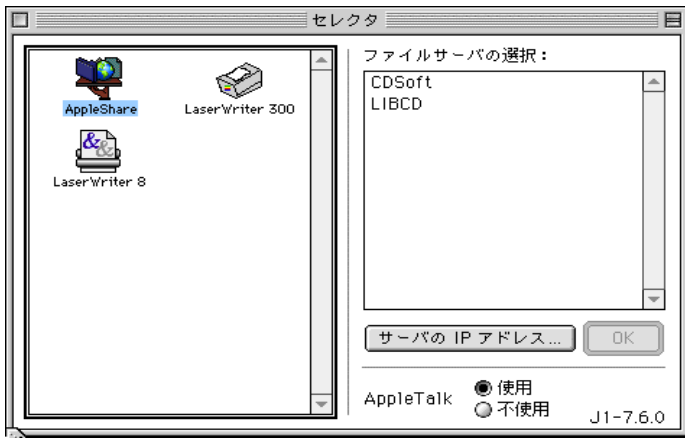 セレクタ
AppleShare
LaserWriter 300
LaserWriter 8
ファイルサーバの選択：
CDSoft
LIBCD
サーバの IP アドレス...
OK
AppleTalk
使用
不使用
J1-7.6.0